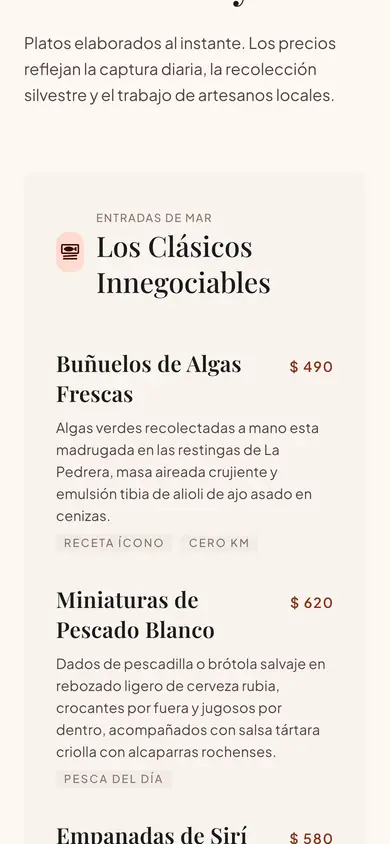 Platos elaborados al instante. Los precios
reflejan la captura diaria, la recolección
silvestre y el trabajo de artesanos locales.
ENTRADAS DE MAR
Los Clásicos
Innegociables
Buñuelos de Algas
Frescas
$ 490
Algas verdes recolectadas a mano esta
madrugada en las restingas de La
Pedrera, masa aireada crujiente y
emulsión tibia de alioli de ajo asado en
cenizas.
RECETA ÍCONO CERO KM
Miniaturas de
Pescado Blanco
$ 620
Dados de pescadilla o brótola salvaje en
rebozado ligero de cerveza rubia,
crocantes por fuera y jugosos por
dentro, acompañados con salsa tártara
criolla con alcaparras rochenses.
PESCA DEL DÍA
Empanadas de Sirí
$ 580